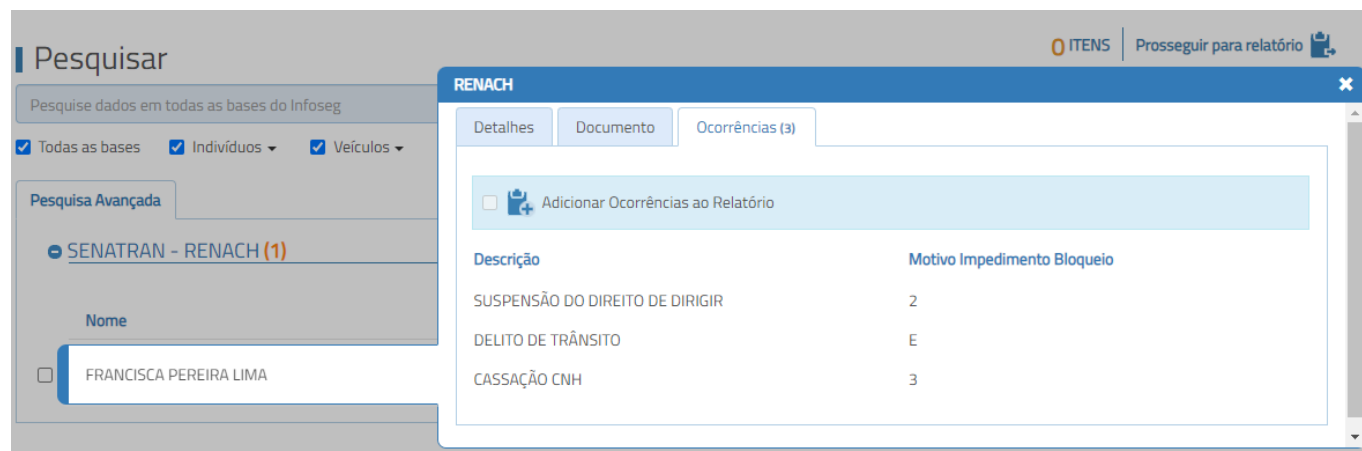 Pesquisar
0 ITENS
Prosseguir para relatório
Pesquise dados em todas as bases do Infoseg
Todas as bases
Indivíduos
Veículos
Pesquisa Avançada
SENATRAN - RENACH (1)
Nome
FRANCISCA PEREIRA LIMA
RENACH
Detalhes
Documento
Ocorrências (3)
Adicionar Ocorrências ao Relatório
Descrição Motivo Impedimento Bloqueio
SUSPENSÃO DO DIREITO DE DIRIGIR 2
DELITO DE TRÂNSITO E
CASSAÇÃO CNH 3